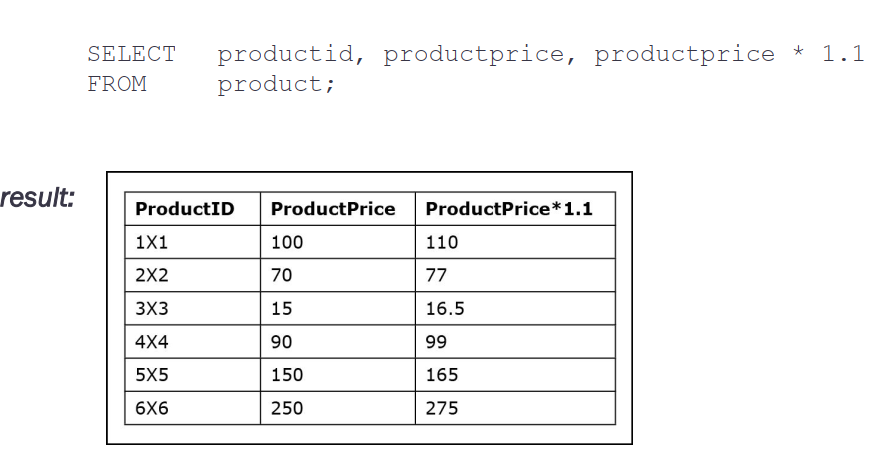 SELECT productid, productprice, productprice * 1.1
FROM product;
result:
ProductID ProductPrice ProductPrice*1.1
1X1 100 110
2X2 70 77
3X3 15 16.5
4X4 90 99
5X5 150 165
6X6 250 275